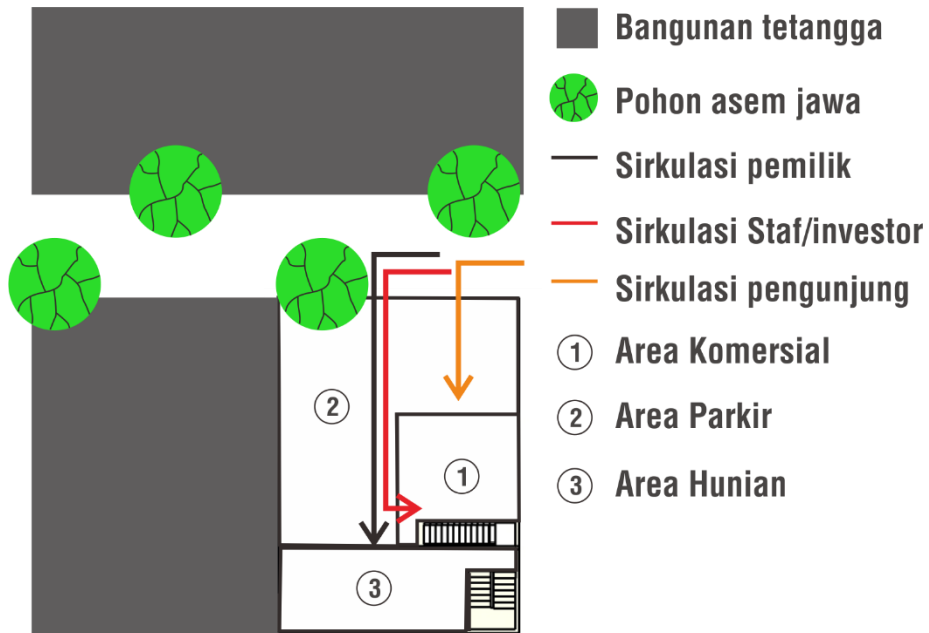 Bangunan tetangga
Pohon asem jawa
Sirkulasi pemilik
Sirkulasi Staf/investor
Sirkulasi pengunjung
1 Area Komersial
2 Area Parkir
3 Area Hunian
2
1
3